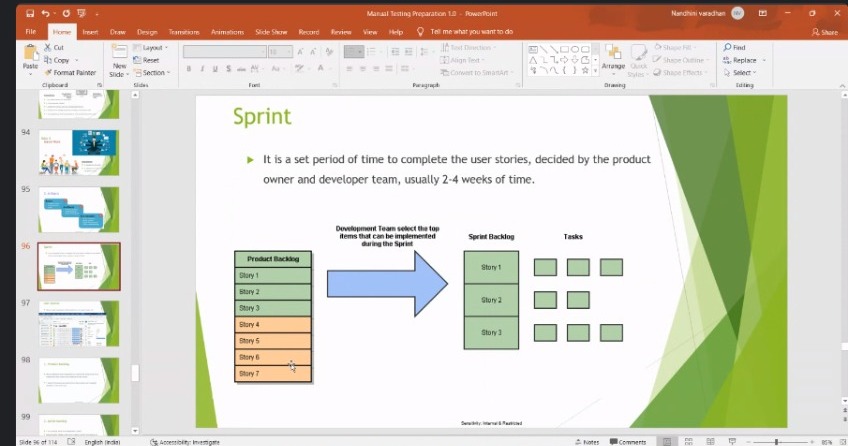 Manual Testing Preparation 1.0 - PowerPoint
Nandhini varadhan
File Home Insert Draw Design Transitions Animations Slide Show Record Review View Help Tell me what you want to do
Share
Paste
Cut
Copy
Format Painter
Clipboard
New Slide
Layout
Reset
Section
Slides
Font
Text Direction
Align Text
Convert to SmartArt
Paragraph
Arrange
Quick Styles
Shape Fill
Shape Outline
Shape Effects
Drawing
Find
Replace
Select
Editing
94
95
96
97
98
99
Sprint
It is a set period of time to complete the user stories, decided by the product
owner and developer team, usually 2-4 weeks of time.
Development Team select the top
items that can be implemented
during the Sprint
Sprint Backlog
Tasks
Product Backlog
Story 1
Story 2
Story 3
Story 4
Story 5
Story 6
Story 7
Story 1
Story 2
Story 3
Sensitivity: Internal & Restricted
Slide 96 of 114
English (India)
Accessibility: Investigate
Notes
Comments
85%